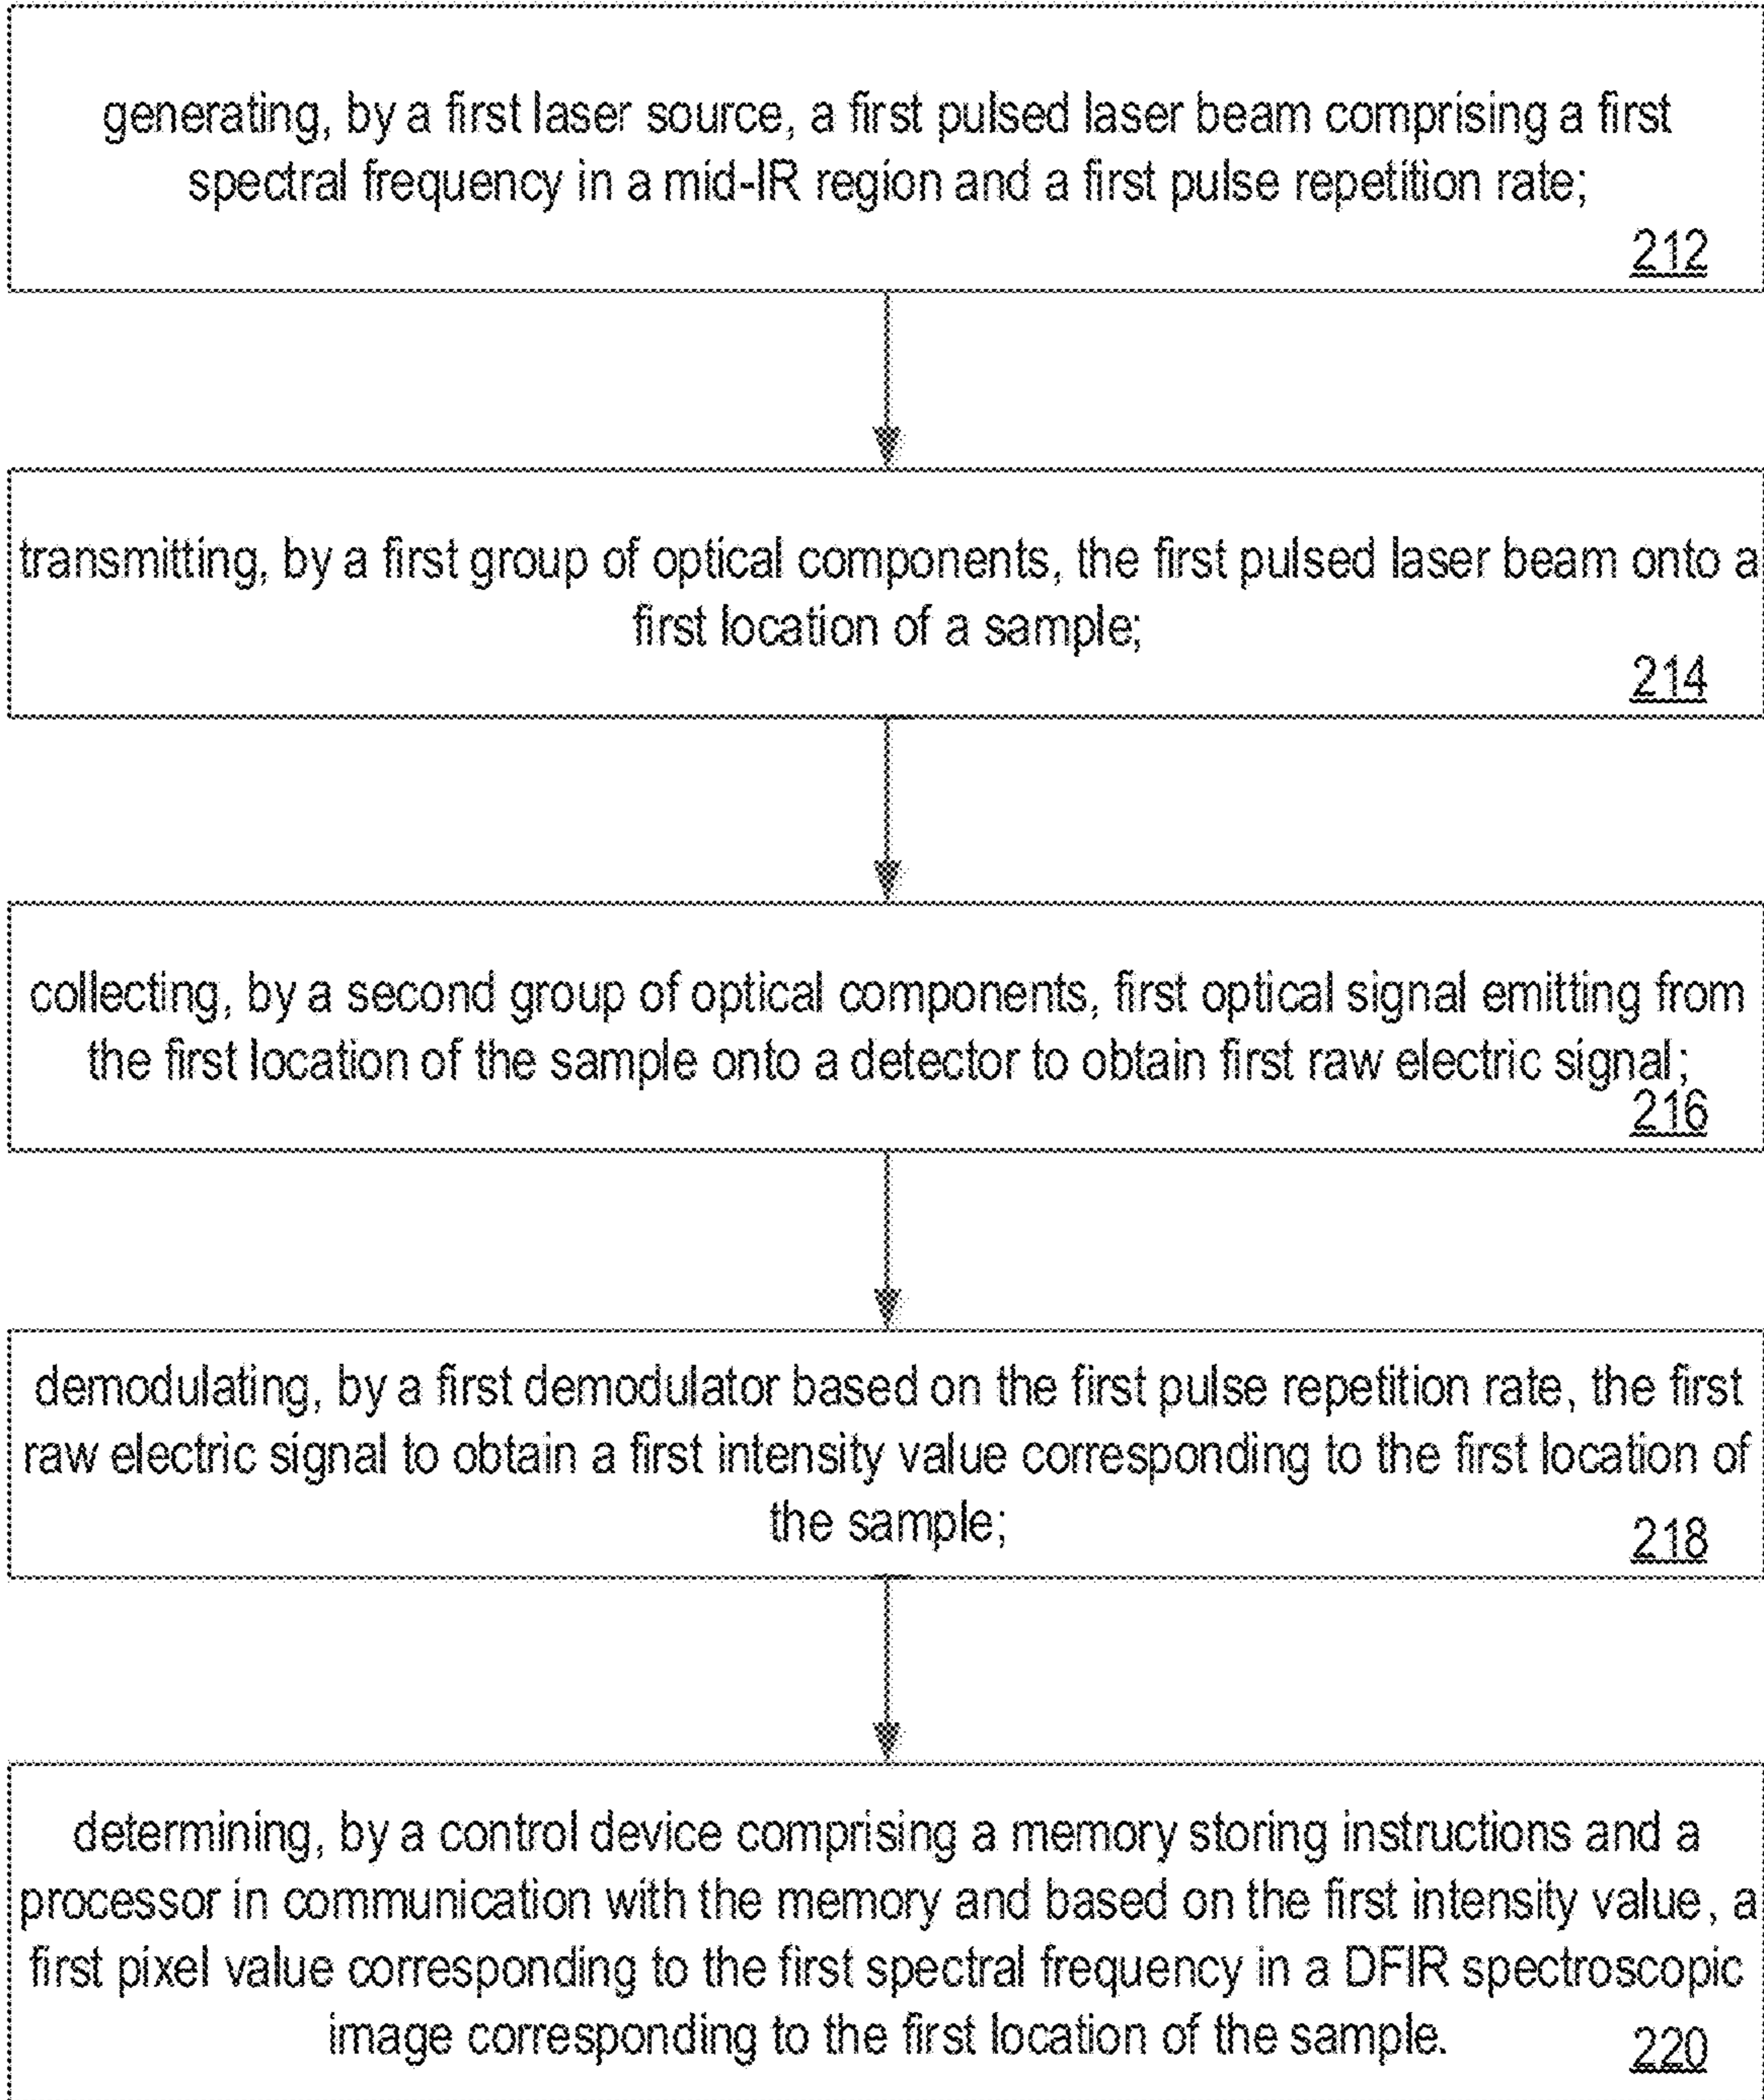 generating, by a first laser source, a first pulsed laser beam comprising a first
spectral frequency in a mid-IR region and a first pulse repetition rate;
212
transmitting, by a first group of optical components, the first pulsed laser beam onto a
first location of a sample;
214
collecting, by a second group of optical components, first optical signal emitting from
the first location of the sample onto a detector to obtain first raw electric signal;
216
demodulating, by a first demodulator based on the first pulse repetition rate, the first
raw electric signal to obtain a first intensity value corresponding to the first location of
the sample;
218
determining, by a control device comprising a memory storing instructions and a
processor in communication with the memory and based on the first intensity value, a
first pixel value corresponding to the first spectral frequency in a DFIR spectroscopic
image corresponding to the first location of the sample.
220